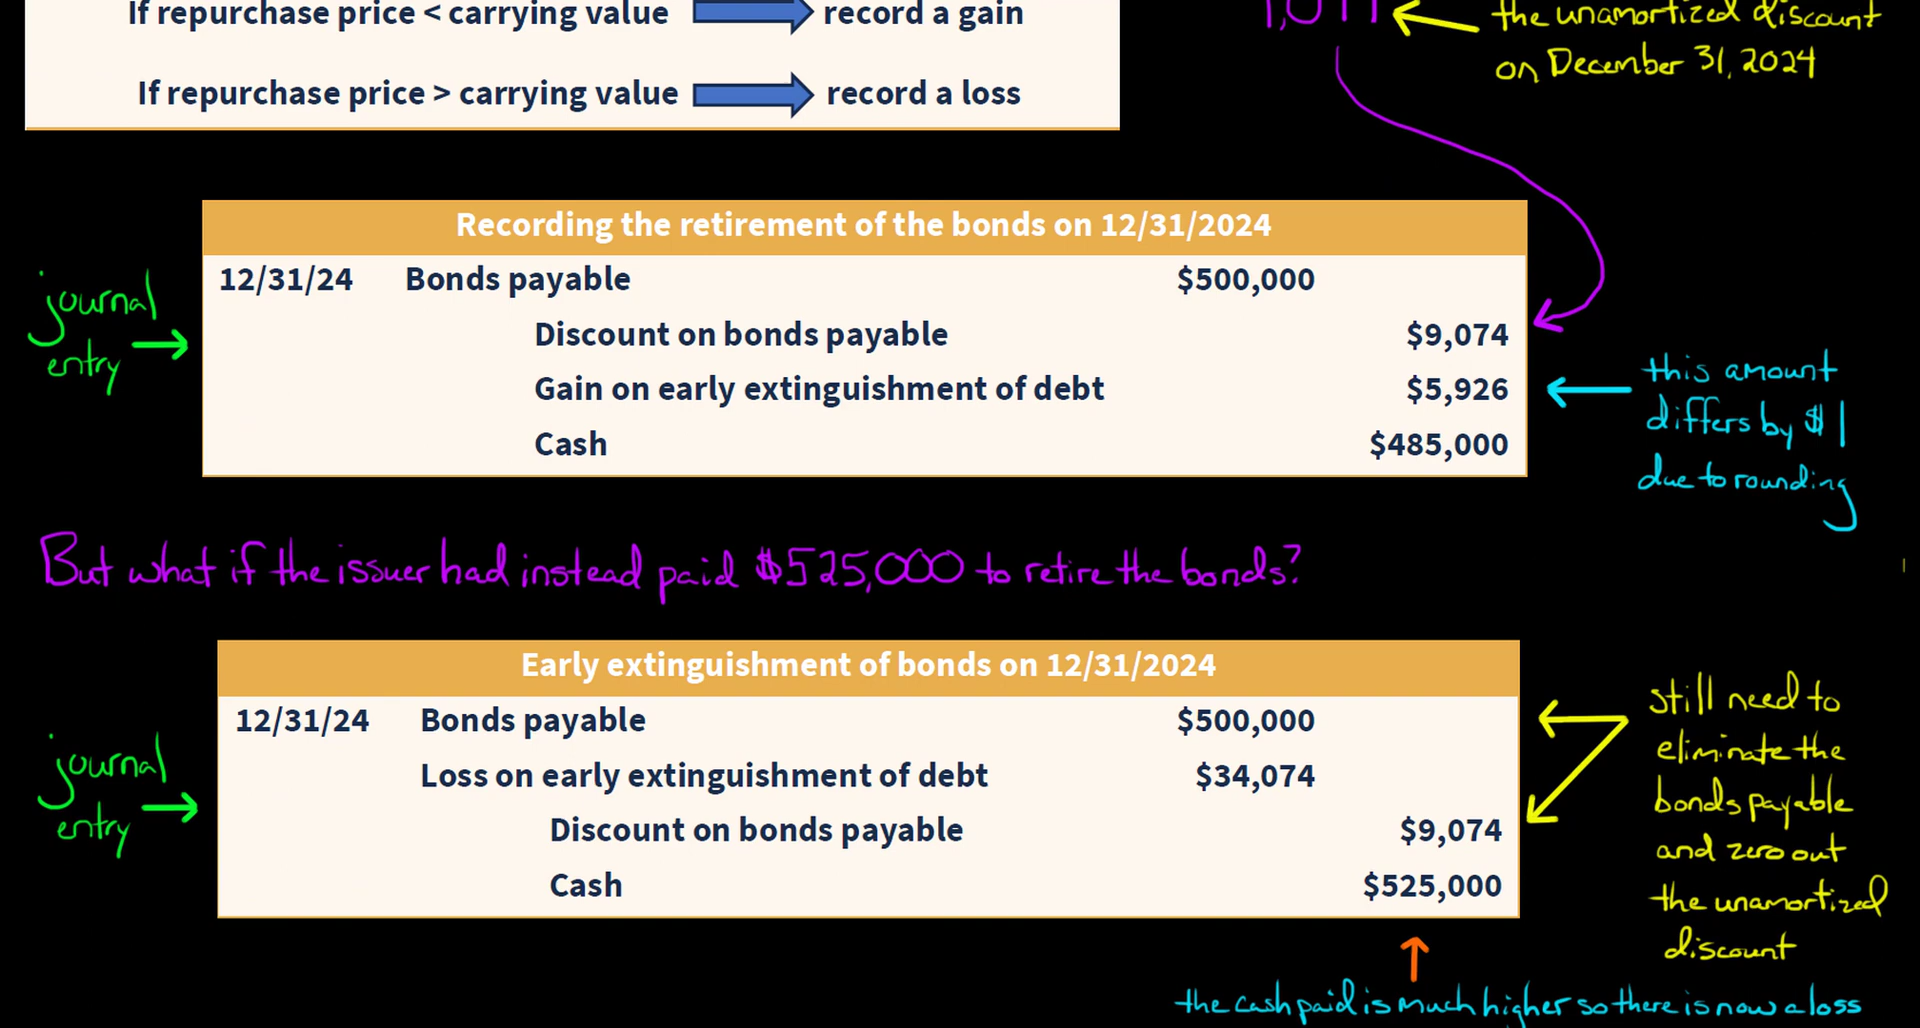 If repurchase price < carrying value record a gain
If repurchase price > carrying value record a loss
the unamortized discount
on December 31, 2024
Recording the retirement of the bonds on 12/31/2024
12/31/24 Bonds payable $500,000
Discount on bonds payable $9,074
Gain on early extinguishment of debt $5,926
Cash $485,000
journal
entry
this amount
differs by $1
due to rounding
But what if the issuer had instead paid $525,000 to retire the bonds?
Early extinguishment of bonds on 12/31/2024
12/31/24 Bonds payable $500,000
Loss on early extinguishment of debt $34,074
Discount on bonds payable $9,074
Cash $525,000
journal
entry
still need to
eliminate the
bonds payable
and zero out
the unamortized
discount
the cash paid is much higher so there is now a loss